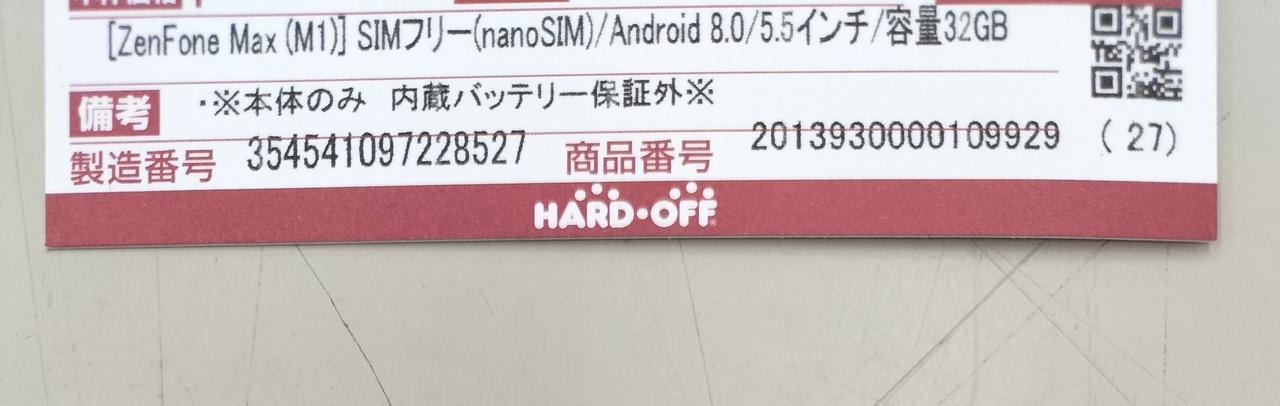 [ZenFone Max (M1)] SIMフリー(nanoSIM)/Android 8.0/5.5インチ/容量32GB
備考 ・※本体のみ 内蔵バッテリー保証外※
製造番号 354541097228527 商品番号 2013930000109929 (27)
HARD・OFF